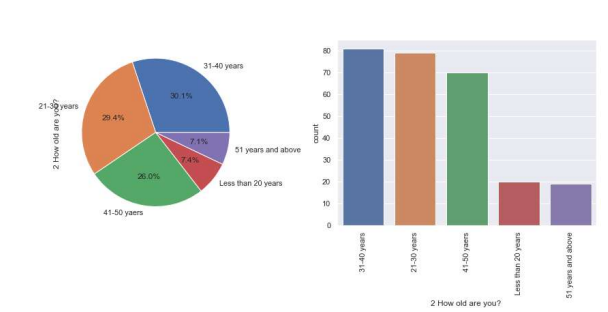 31-40 years
30.1%
21-30 years
29.4%
2 How old are you?
7.1%
51 years and above
7.4%
Less than 20 years
26.0%
41-50 yaers
80
70
60
50
40
30
20
10
0
count
31-40 years
21-30 years
41-50 yaers
Less than 20 years
51 years and above
2 How old are you?